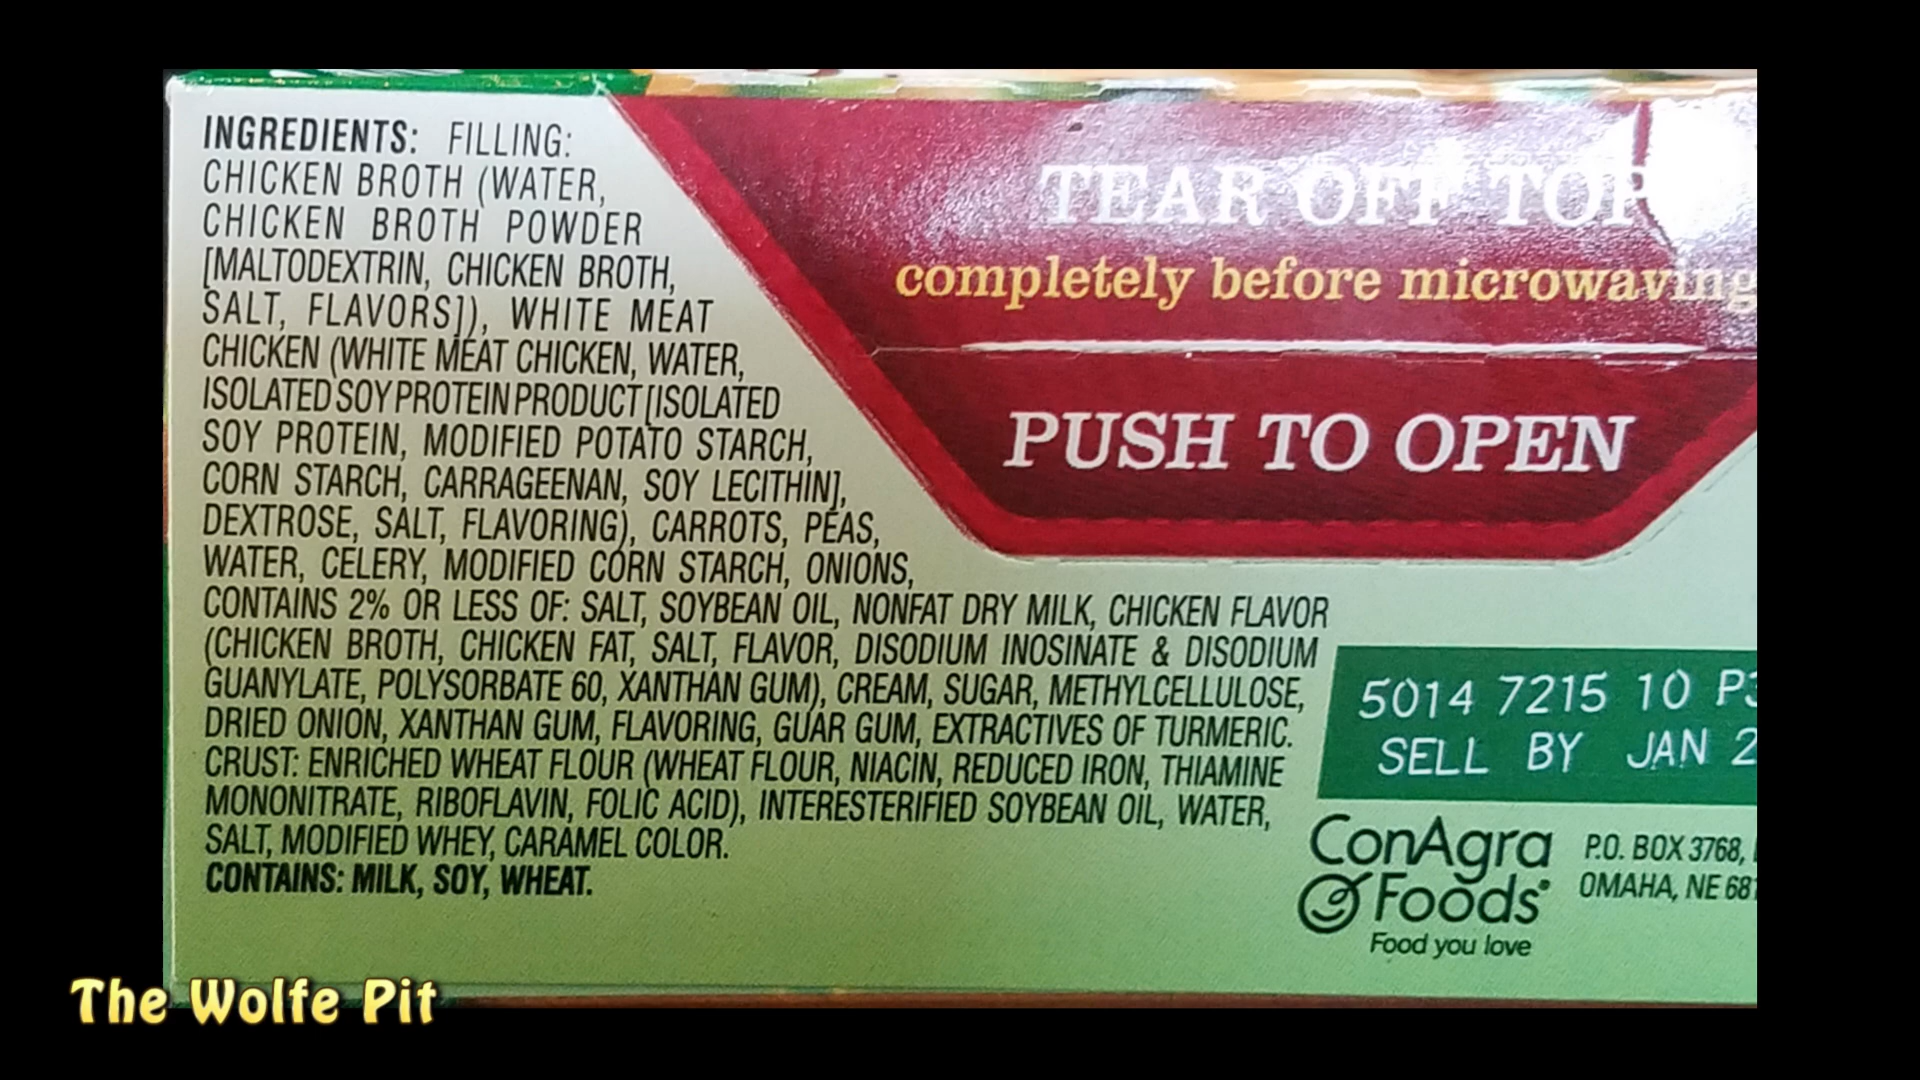 INGREDIENTS: FILLING:
CHICKEN BROTH (WATER,
CHICKEN BROTH POWDER
[MALTODEXTRIN, CHICKEN BROTH,
SALT, FLAVORS]), WHITE MEAT
CHICKEN (WHITE MEAT CHICKEN, WATER,
ISOLATED SOY PROTEIN PRODUCT [ISOLATED
SOY PROTEIN, MODIFIED POTATO STARCH,
CORN STARCH, CARRAGEENAN, SOY LECITHIN],
DEXTROSE, SALT, FLAVORING), CARROTS, PEAS,
WATER, CELERY, MODIFIED CORN STARCH, ONIONS,
CONTAINS 2% OR LESS OF: SALT, SOYBEAN OIL, NONFAT DRY MILK, CHICKEN FLAVOR
(CHICKEN BROTH, CHICKEN FAT, SALT, FLAVOR, DISODIUM INOSINATE & DISODIUM
GUANYLATE, POLYSORBATE 60, XANTHAN GUM), CREAM, SUGAR, METHYLCELLULOSE,
DRIED ONION, XANTHAN GUM, FLAVORING, GUAR GUM, EXTRACTIVES OF TURMERIC.
CRUST: ENRICHED WHEAT FLOUR (WHEAT FLOUR, NIACIN, REDUCED IRON, THIAMINE
MONONITRATE, RIBOFLAVIN, FOLIC ACID), INTERESTERIFIED SOYBEAN OIL, WATER,
SALT, MODIFIED WHEY, CARAMEL COLOR.
CONTAINS: MILK, SOY, WHEAT.
TEAR OFF TOP
completely before microwaving
PUSH TO OPEN
5014 7215 10
SELL BY JAN
ConAgra
Foods®
Food you love
P.O. BOX 3768,
OMAHA, NE
The Wolfe Pit